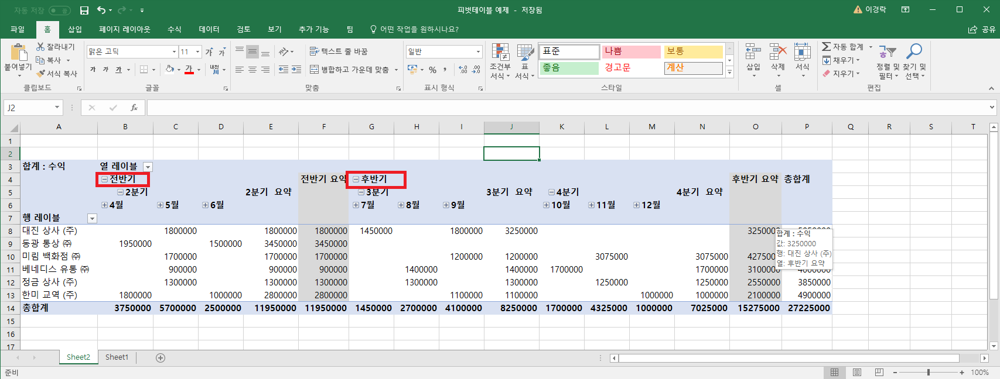 자동 저장 끔
피벗테이블 예제 - 저장됨
이경락
파일 홈 삽입 페이지 레이아웃 수식 데이터 검토 보기 추가 기능 팀 어떤 작업을 원하시나요? 공유
붙여넣기 잘라내기 복사 서식 복사 클립보드
맑은 고딕 11 가 가 가 가 가 가 내천 글꼴
텍스트 줄 바꿈 병합하고 가운데 맞춤 맞춤
일반 % , 표시 형식
조건부 서식 표 서식
표준 나쁨 보통
좋음 경고문 계산
스타일
삽입 삭제 서식 셀
자동 합계 채우기 지우기 정렬 및 필터 찾기 및 선택 편집
J2 fx
A B C D E F G H I J K L M N O P Q R S T
1
2
3 합계 : 수익 열 레이블
4 전반기 전반기 요약 후반기 후반기 요약 총합계
5 2분기 2분기 요약 3분기 3분기 요약 4분기 4분기 요약
6 4월 5월 6월 7월 8월 9월 10월 11월 12월
7 행 레이블
8 대진 상사 (주) 1800000 1800000 1800000 1450000 1800000 3250000 3250000
9 동광 통상 ㈜ 1950000 1500000 3450000 3450000
10 미림 백화점 ㈜ 1700000 1700000 1700000 1200000 1200000 3075000 3075000
11 베네디스 유통 ㈜ 900000 900000 900000 1400000 1400000 1700000 1700000 3100000 4000000
12 정금 상사 (주) 1300000 1300000 1300000 1300000 1300000 1250000 1250000 2550000 3850000
13 한미 교역 (주) 1800000 1000000 2800000 2800000 1100000 1100000 1000000 1000000 2100000 4900000
14 총합계 3750000 5700000 2500000 11950000 11950000 1450000 2700000 4100000 8250000 1700000 4325000 1000000 7025000 15275000 27225000
15
16
17
합계 : 수익
값: 3250000
행: 대진 상사 (주)
열: 후반기 요약
Sheet2 Sheet1
준비 100%